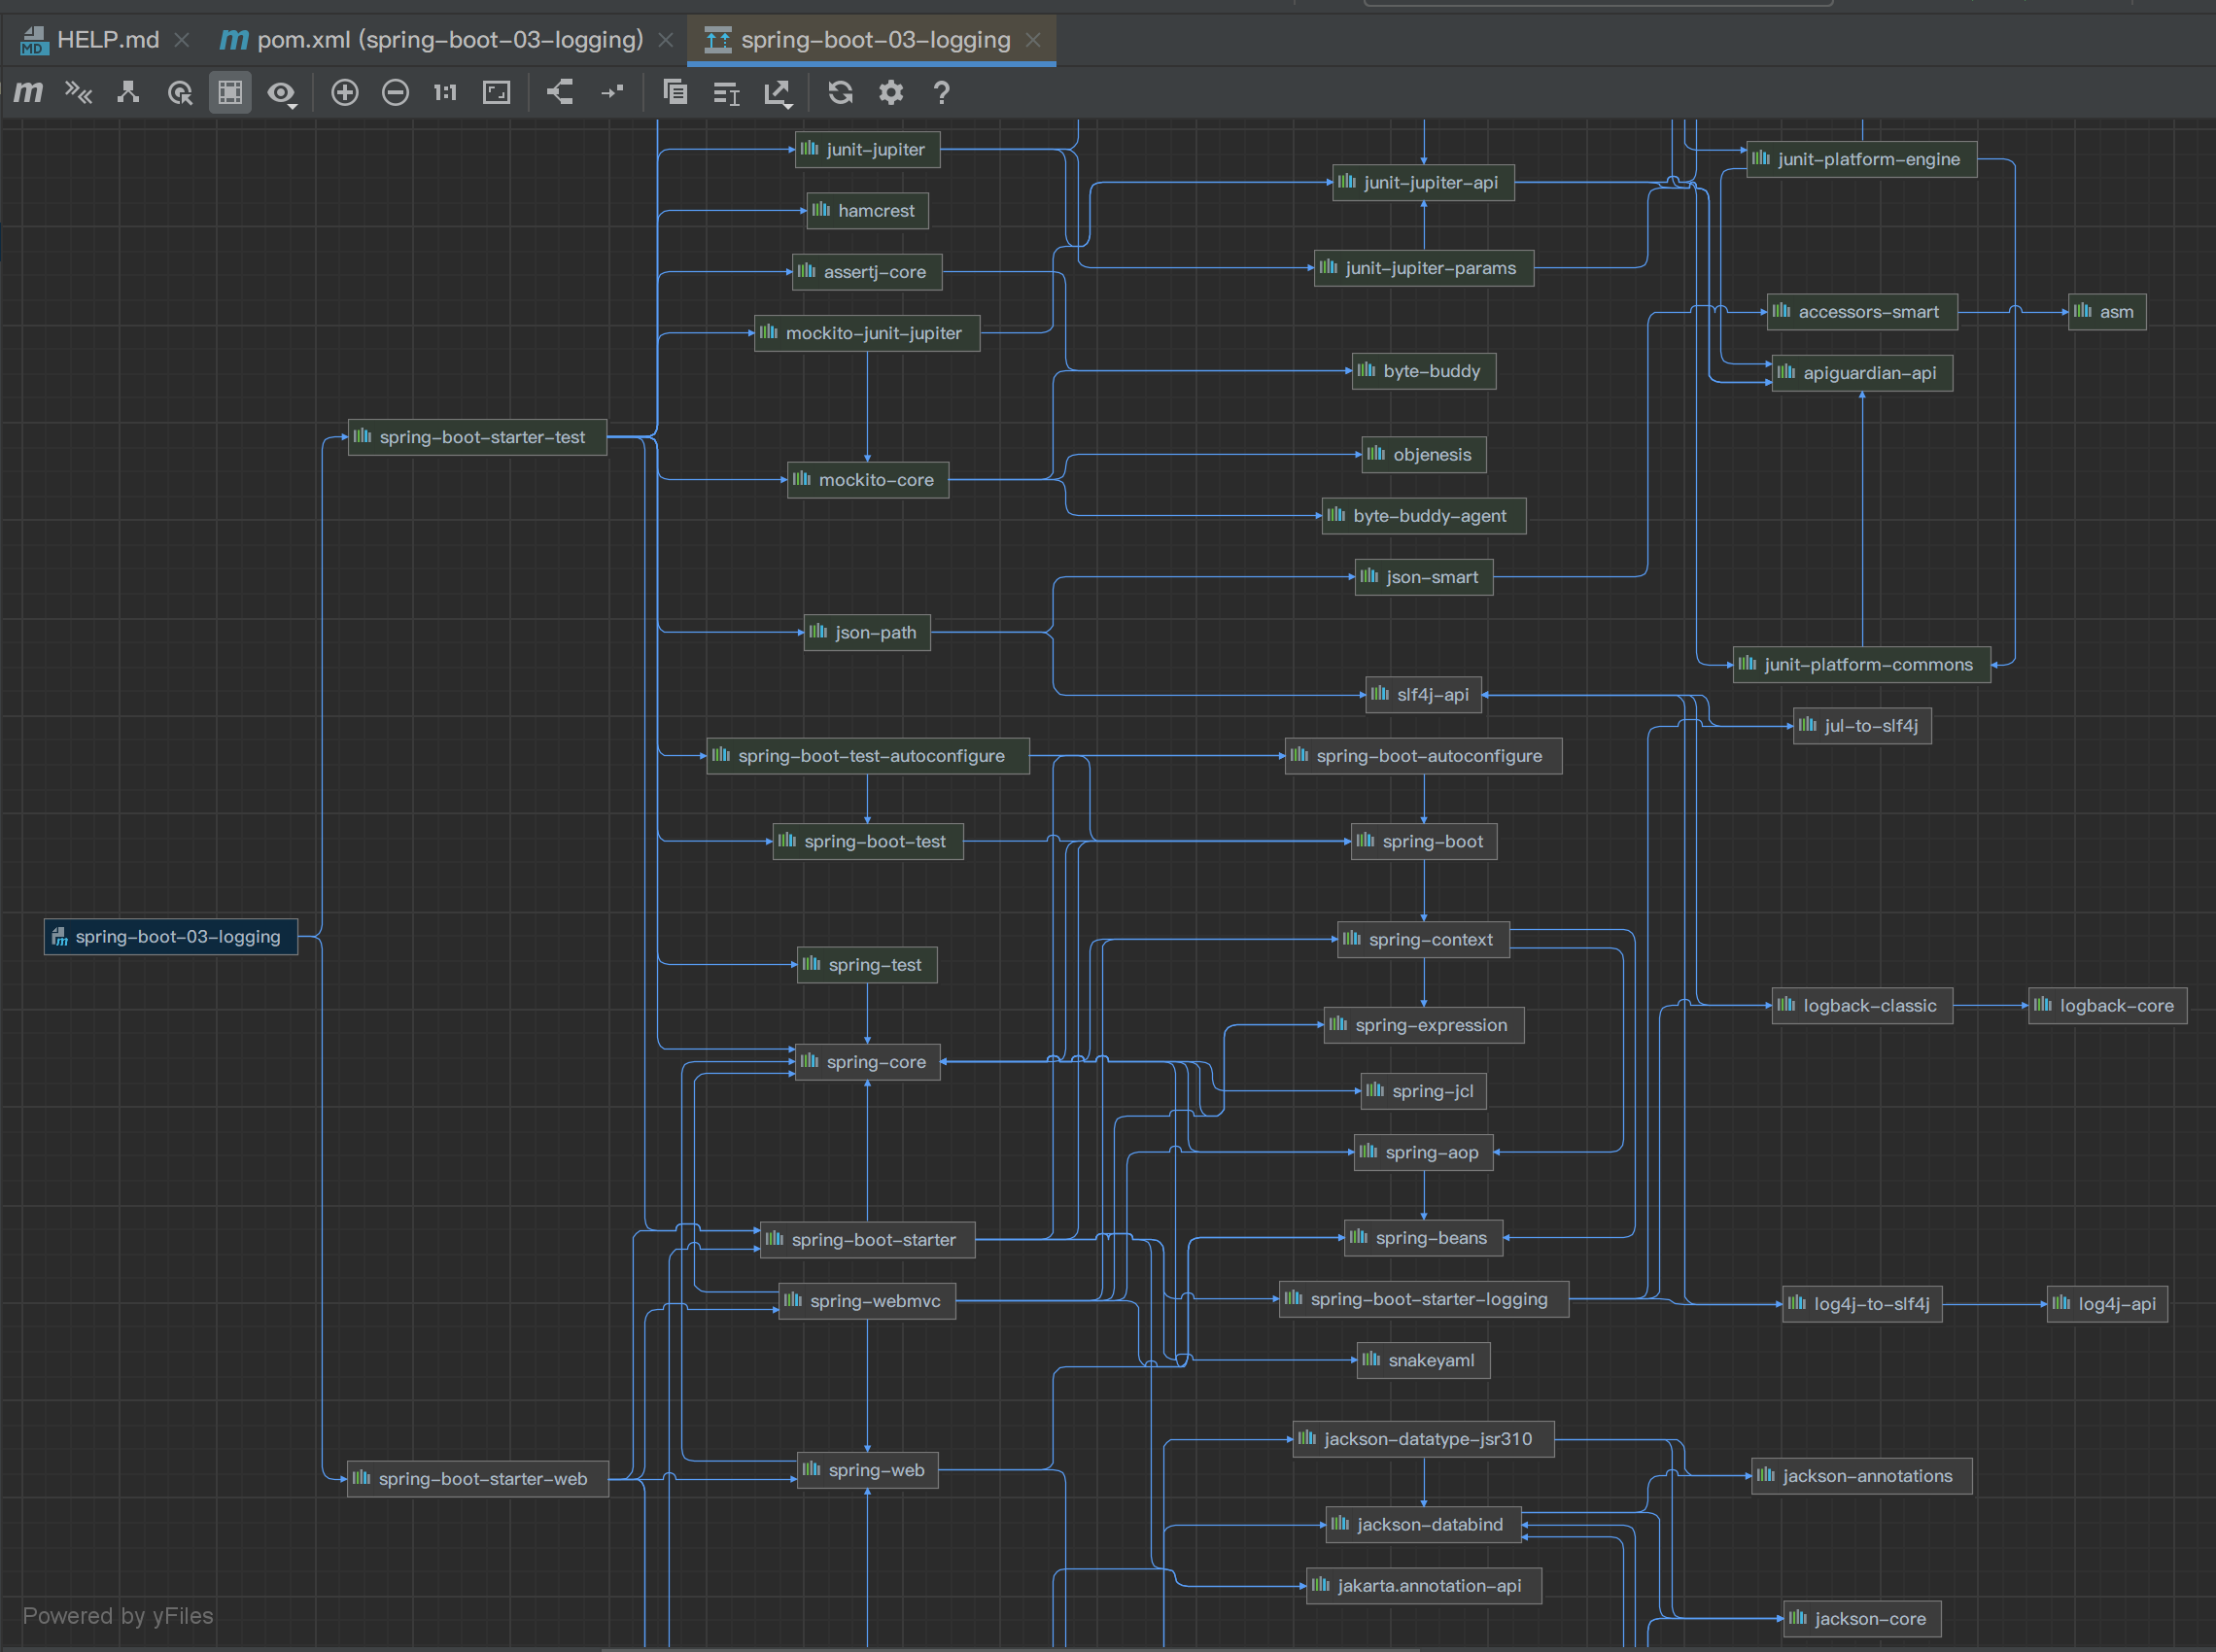 HELP.md
pom.xml (spring-boot-03-logging)
spring-boot-03-logging
m
1:1
?
junit-jupiter
junit-platform-engine
junit-jupiter-api
hamcrest
assertj-core
junit-jupiter-params
accessors-smart
asm
mockito-junit-jupiter
byte-buddy
apiguardian-api
spring-boot-starter-test
objenesis
mockito-core
byte-buddy-agent
json-smart
json-path
junit-platform-commons
slf4j-api
jul-to-slf4j
spring-boot-test-autoconfigure
spring-boot-autoconfigure
spring-boot-test
spring-boot
spring-boot-03-logging
spring-context
spring-test
logback-classic
logback-core
spring-expression
spring-core
spring-jcl
spring-aop
spring-boot-starter
spring-beans
spring-webmvc
spring-boot-starter-logging
log4j-to-slf4j
log4j-api
snakeyaml
jackson-datatype-jsr310
spring-web
jackson-annotations
spring-boot-starter-web
jackson-databind
jakarta.annotation-api
Powered by yFiles
jackson-core